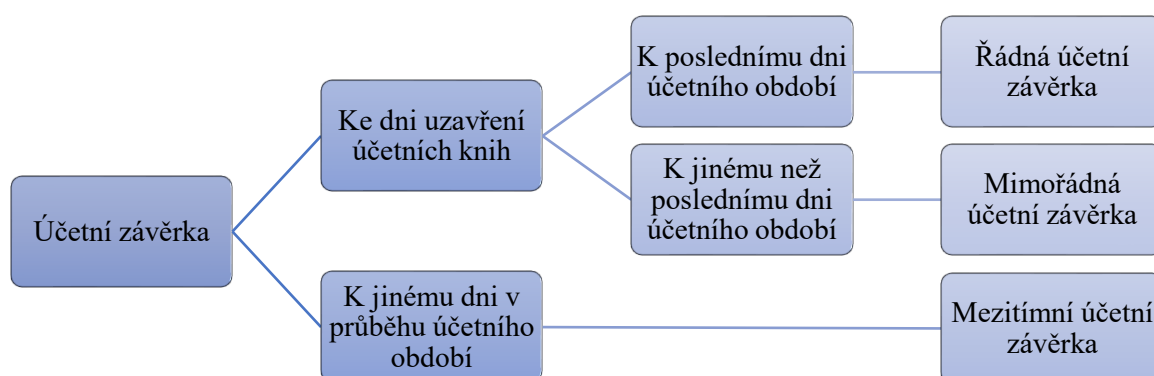 Účetní závěrka
Ke dni uzavření
účetních knih
K poslednímu dni
účetního období
Řádná účetní
závěrka
K jinému než
poslednímu dni
účetního období
Mimořádná
účetní závěrka
K jinému dni v
průběhu účetního
období
Mezitímní účetní
závěrka